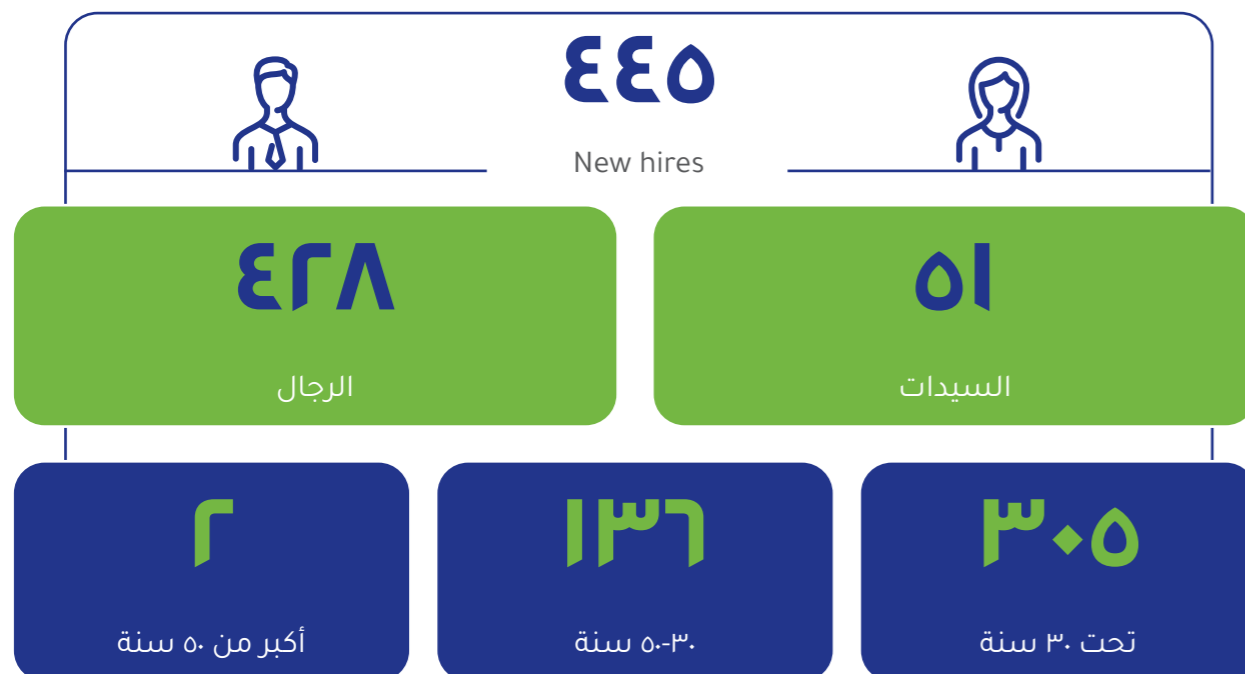 ٤٤٥
New hires
٥١
السيدات
٤٢٨
الرجال
٣٠٥
تحت ٣٠ سنة
١٣٦
٣٠-٥٠ سنة
٢
أكبر من ٥٠ سنة